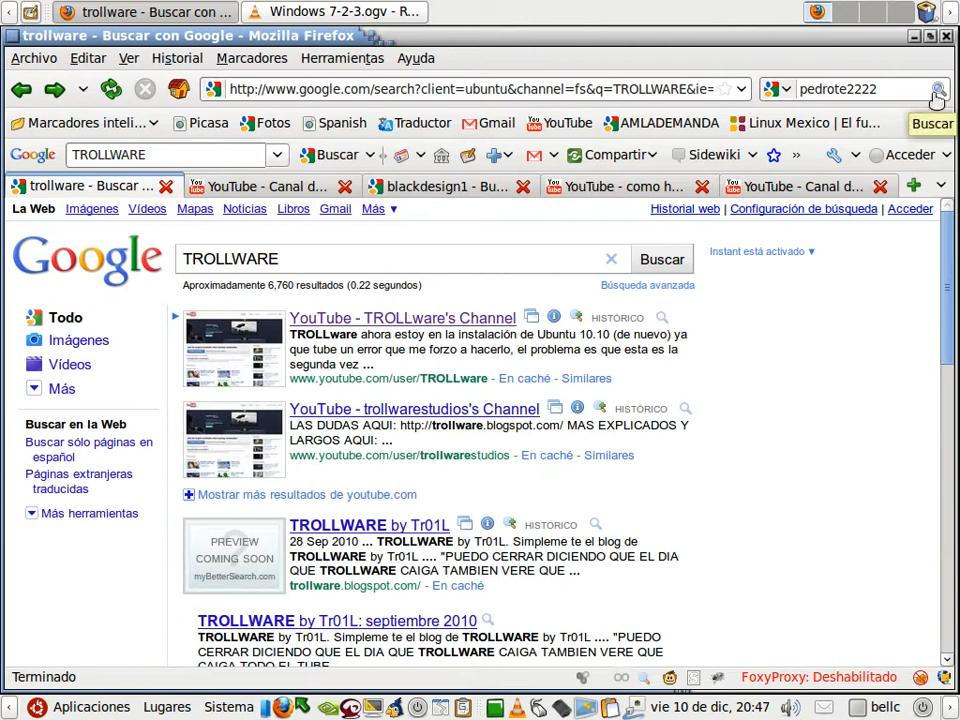 trollware - Buscar con ...
Windows 7-2-3.ogv - R...
trollware - Buscar con Google - Mozilla Firefox
Archivo Editar Ver Historial Marcadores Herramientas Ayuda
http://www.google.com/search?client=ubuntu&channel=fs&q=TROLLWARE&ie=
pedrote2222
Marcadores inteli... Picasa Fotos Spanish Traductor Gmail YouTube AMLADEMANDA Linux Mexico | El fu...
Buscar
Google TROLLWARE Buscar Compartir Sidewiki » Acceder
trollware - Buscar ... YouTube - Canal d... blackdesign1 - Bu... YouTube - como h... YouTube - Canal d...
La Web Imágenes Vídeos Mapas Noticias Libros Gmail Más ▼ Historial web | Configuración de búsqueda | Acceder
Google TROLLWARE Buscar Instant está activado ▼
Aproximadamente 6,760 resultados (0.22 segundos) Búsqueda avanzada
Todo
Imágenes
Vídeos
Más
Buscar en la Web
Buscar sólo páginas en
español
Páginas extranjeras
traducidas
Más herramientas
YouTube - TROLLware's Channel HISTÓRICO
TROLLware ahora estoy en la instalación de Ubuntu 10.10 (de nuevo) ya
que tube un error que me forzo a hacerlo, el problema es que esta es la
segunda vez ...
www.youtube.com/user/TROLLware - En caché - Similares
YouTube - trollwarestudios's Channel HISTÓRICO
LAS DUDAS AQUI: http://trollware.blogspot.com/ MAS EXPLICADOS Y
LARGOS AQUI: ...
www.youtube.com/user/trollwarestudios - En caché - Similares
Mostrar más resultados de youtube.com
PREVIEW
COMING SOON
myBetterSearch.com
TROLLWARE by Tr01L HISTÓRICO
28 Sep 2010 ... TROLLWARE by Tr01L. Simpleme te el blog de
TROLLWARE by Tr01L .... "PUEDO CERRAR DICIENDO QUE EL DIA
QUE TROLLWARE CAIGA TAMBIEN VERE QUE ...
trollware.blogspot.com/ - En caché
TROLLWARE by Tr01L: septiembre 2010
TROLLWARE by Tr01L. Simpleme te el blog de TROLLWARE by Tr01L .... "PUEDO
CERRAR DICIENDO QUE EL DIA QUE TROLLWARE CAIGA TAMBIEN VERE QUE
CAIGA TODO EL TUBE
Terminado FoxyProxy: Deshabilitado
Aplicaciones Lugares Sistema vie 10 de dic, 20:47 bellc